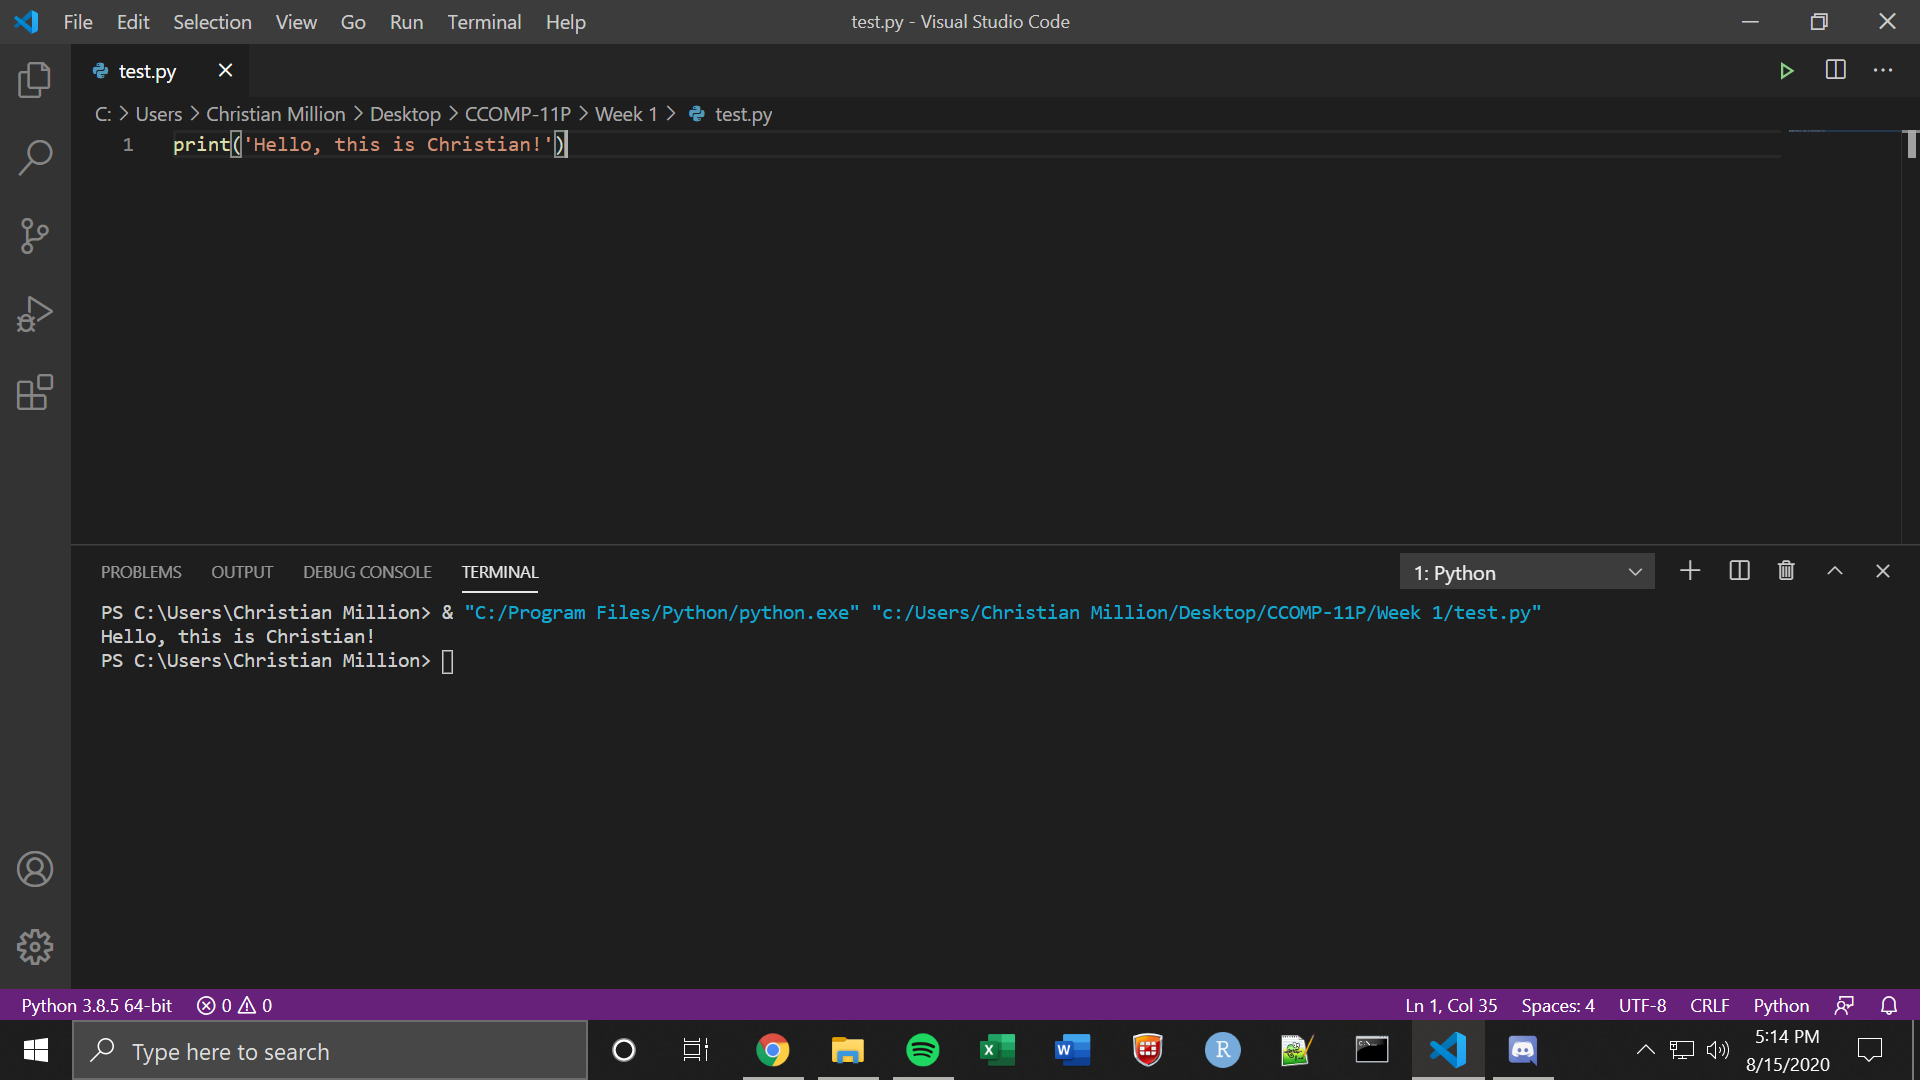 File Edit Selection View Go Run Terminal Help
test.py - Visual Studio Code
test.py
C: > Users > Christian Million > Desktop > CCOMP-11P > Week 1 > test.py
1 print('Hello, this is Christian!')
PROBLEMS OUTPUT DEBUG CONSOLE TERMINAL
1: Python
PS C:\Users\Christian Million> & "C:/Program Files/Python/python.exe" "c:/Users/Christian Million/Desktop/CCOMP-11P/Week 1/test.py"
Hello, this is Christian!
PS C:\Users\Christian Million>
Python 3.8.5 64-bit 0 0
Ln 1, Col 35 Spaces: 4 UTF-8 CRLF Python
Type here to search
5:14 PM
8/15/2020